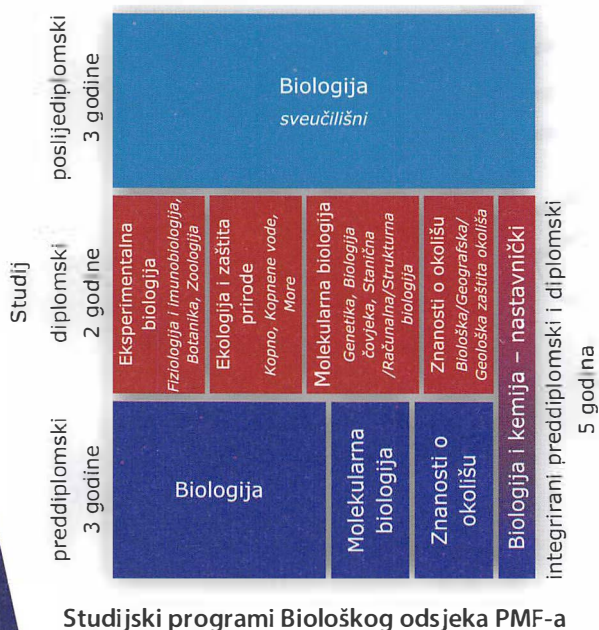 Studij
preddiplomski
3 godine
diplomski
2 godine
poslijediplomski
3 godine
Biologija
Molekularna
biologija
Znanosti o
okolišu
Eksperimentalna
biologija
Fiziologija i Imunobiologija,
Botanika, Zoologija
Ekologija i zaštita
prirode
Kopno, Kopnene vode,
More
Molekularna biologija
Genetika, Biologija
čovjeka, Stanična
/Računalna/Strukturna
biologija
Znanosti o okolišu
Biološka/Geografska/
Geološka zaštita okoliša
Biologija
sveučilišni
Biologija i kemija – nastavnički
integrirani preddiplomski i diplomski
5 godina
Studijski programi Biološkog odsjeka PMF-a